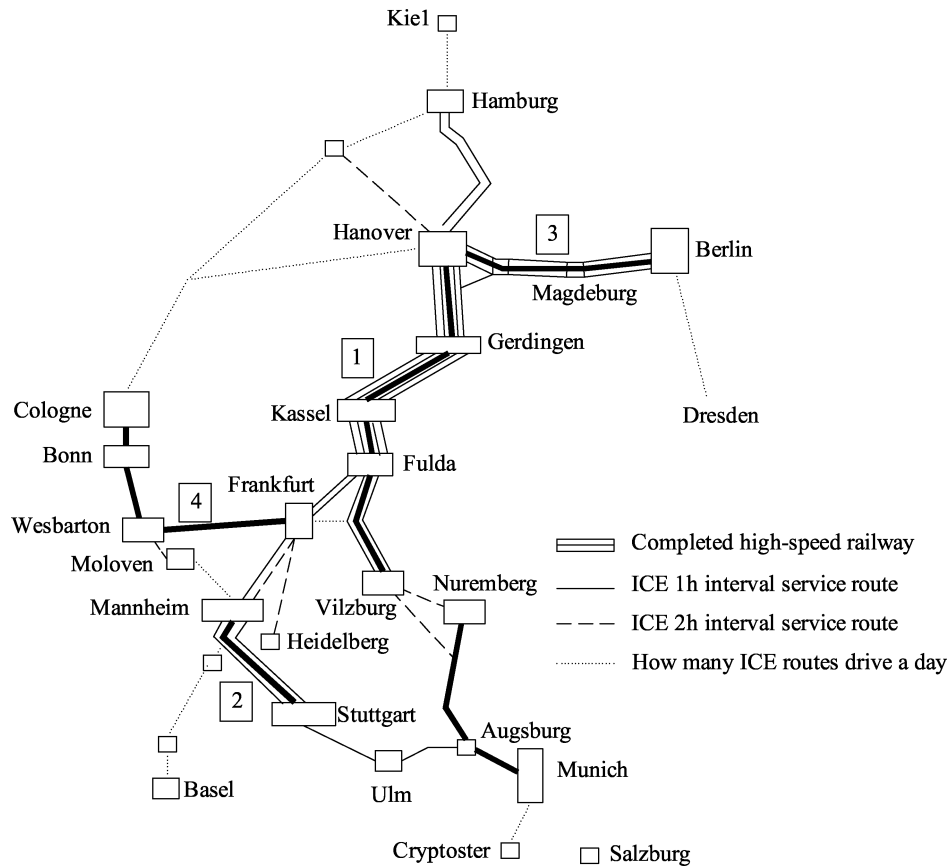 Kie1
Hamburg
Hanover
3
Berlin
Magdeburg
Gerdingen
1
Kassel
Dresden
Cologne
Bonn
Fulda
Frankfurt
4
Wesbarton
Moloven
Mannheim
Vilzburg
Nuremberg
Heidelberg
2
Stuttgart
Augsburg
Munich
Basel
Ulm
Cryptoster
Salzburg
Completed high-speed railway
ICE 1h interval service route
ICE 2h interval service route
How many ICE routes drive a day